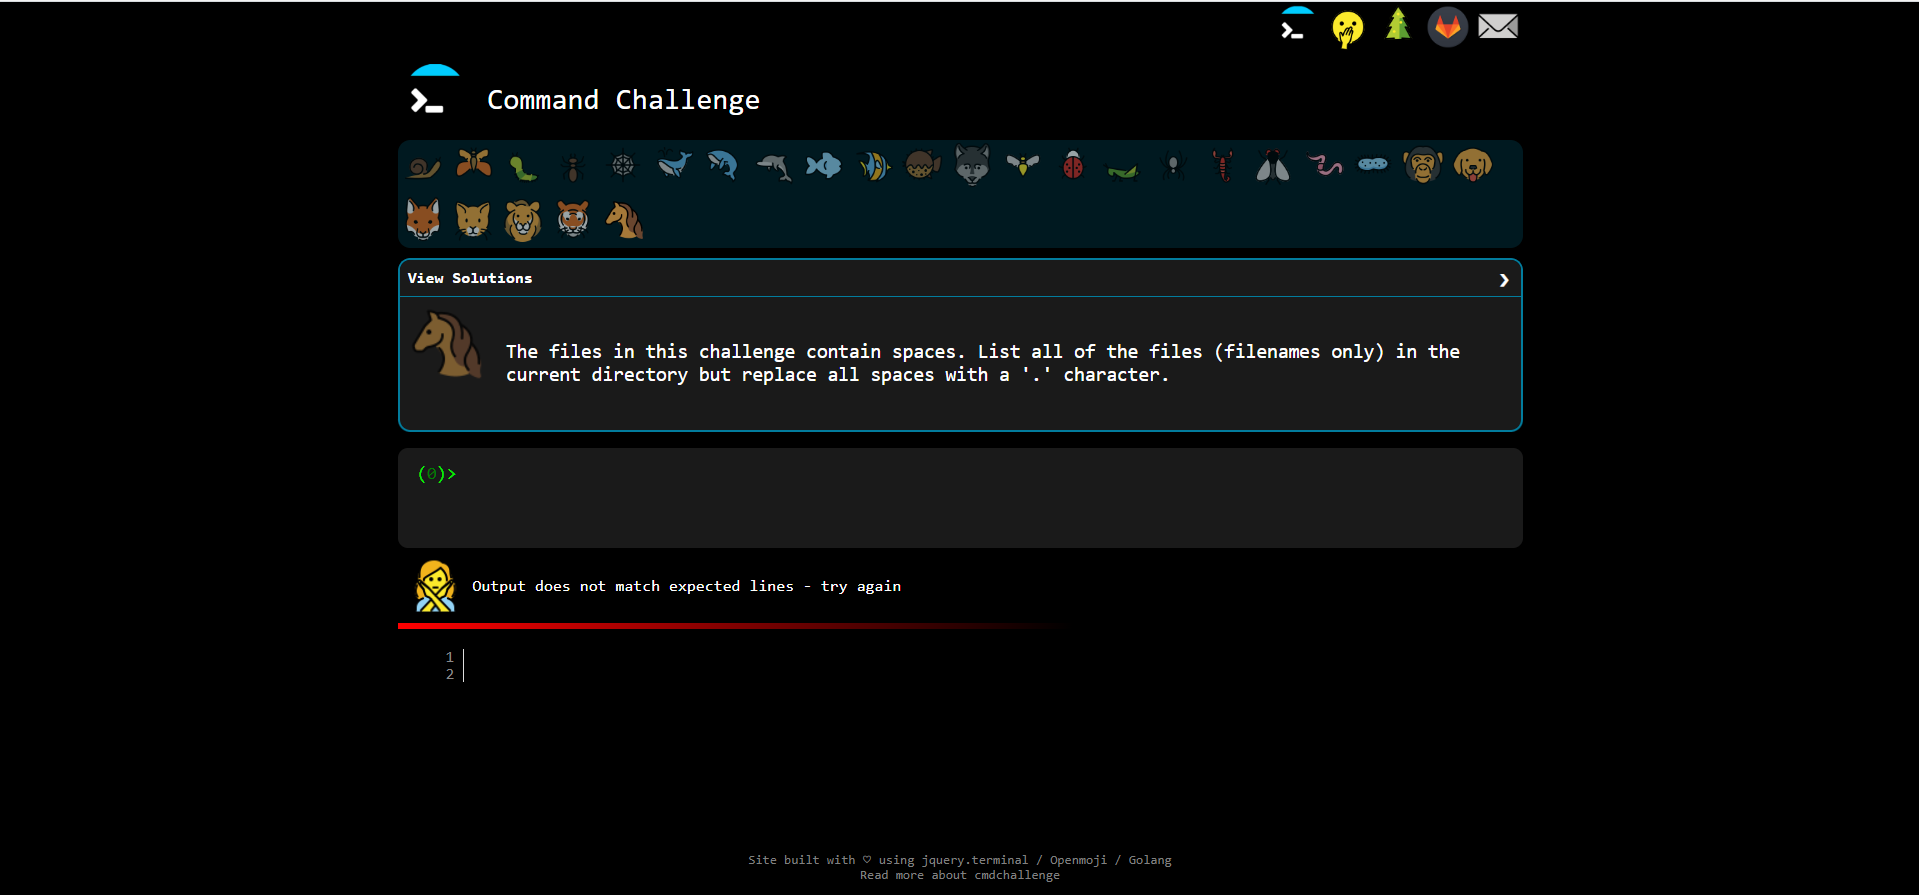 Command Challenge
View Solutions
The files in this challenge contain spaces. List all of the files (filenames only) in the
current directory but replace all spaces with a '.' character.
(0)>
Output does not match expected lines - try again
1
2
Site built with ♡ using jquery.terminal / Openmoji / Golang
Read more about cmdchallenge